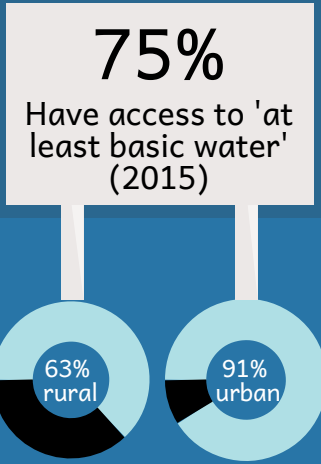 75%
Have access to 'at
least basic water'
(2015)
63%
rural
91%
urban